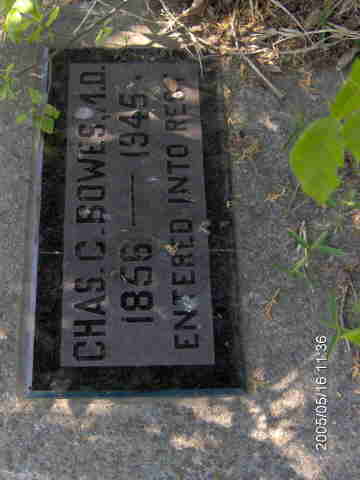 CHAS. C. BOWES, M.D.
1856 — 1945.
ENTERED INTO REST
2005/05/16 11:36